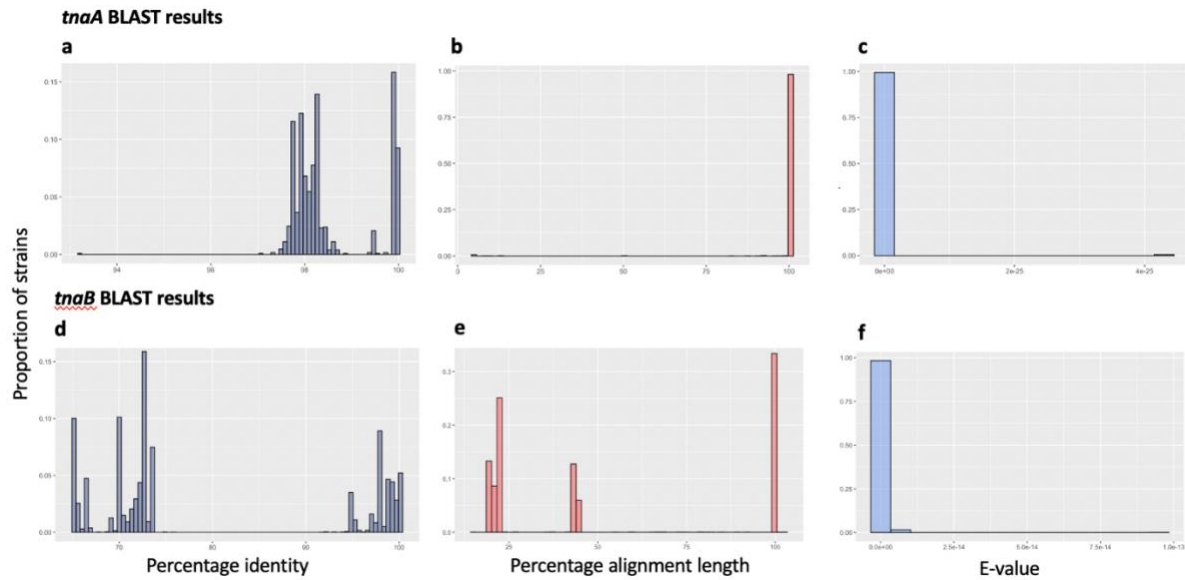 tnaA BLAST results
a
b
c
0.15
0.10
0.05
0.00
94
96
98
100
1.00
0.75
0.50
0.25
0.00
0
25
50
75
100
1.00
0.75
0.50
0.25
0.00
0e+00
2e-25
4e-25
Proportion of strains
tnaB BLAST results
d
e
f
0.15
0.10
0.05
0.00
70
80
90
100
0.3
0.2
0.1
0.0
25
50
75
100
1.00
0.75
0.50
0.25
0.00
0.0e+00
2.5e-14
5.0e-14
7.5e-14
1.0e-13
Percentage identity
Percentage alignment length
E-value